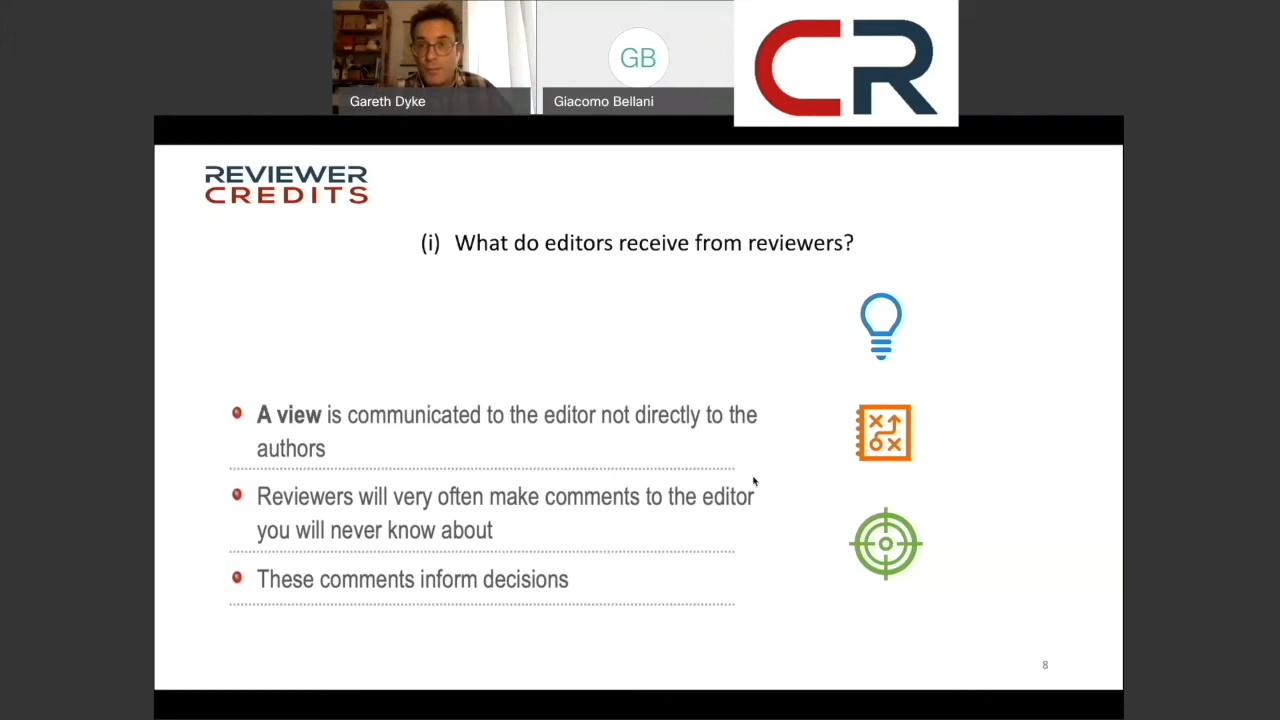 GB
Gareth Dyke
Giacomo Bellani
CR
REVIEWER
CREDITS
(i) What do editors receive from reviewers?
A view is communicated to the editor not directly to the
authors
Reviewers will very often make comments to the editor
you will never know about
These comments inform decisions
8